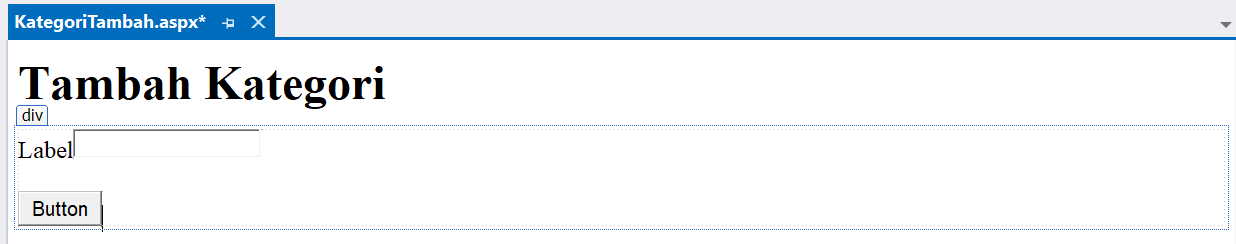 KategoriTambah.aspx*
Tambah Kategori
div
Label
Button